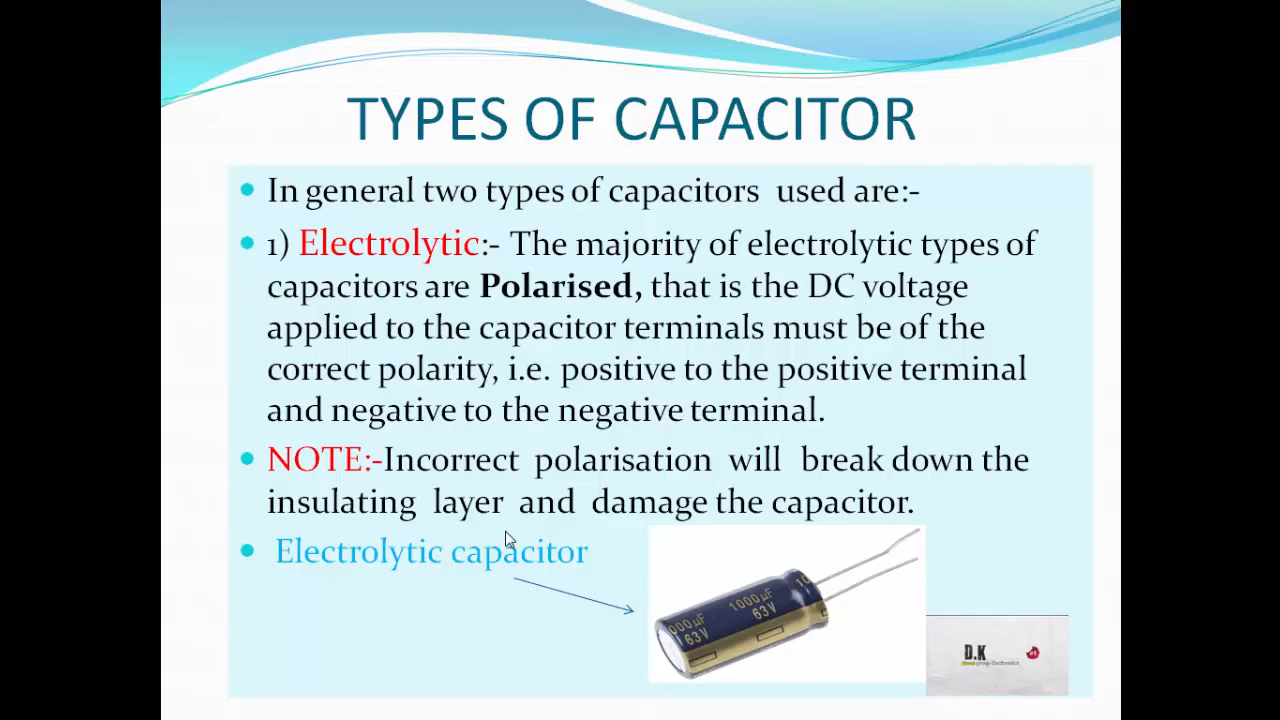 TYPES OF CAPACITOR
In general two types of capacitors used are:-
1) Electrolytic:- The majority of electrolytic types of
capacitors are Polarised, that is the DC voltage
applied to the capacitor terminals must be of the
correct polarity, i.e. positive to the positive terminal
and negative to the negative terminal.
NOTE:-Incorrect polarisation will break down the
insulating layer and damage the capacitor.
Electrolytic capacitor
1000µF
63V
000µF
63V
10
D.K